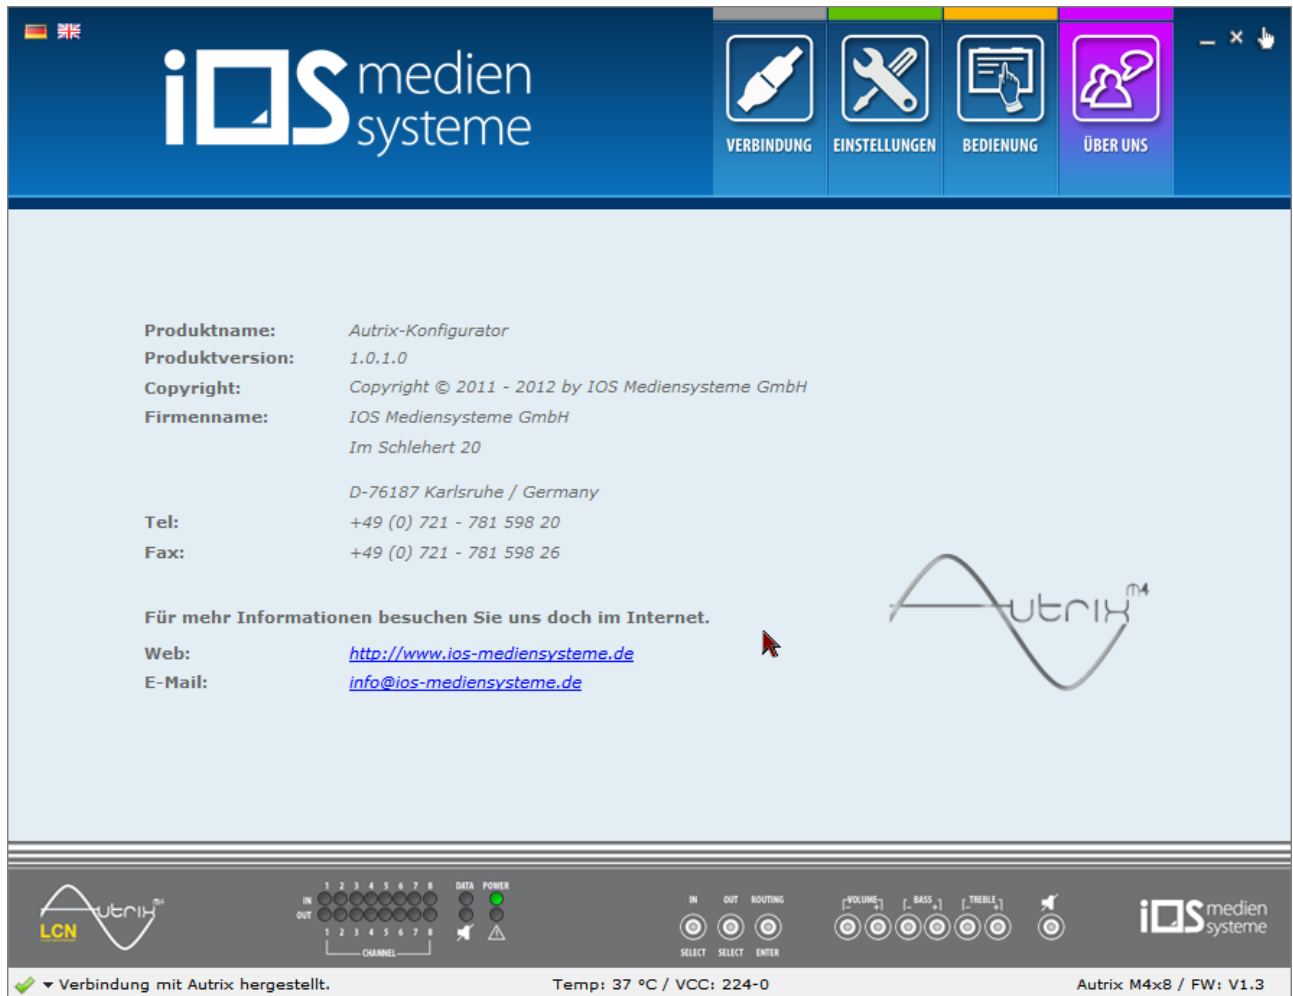 iOS medien systeme
VERBINDUNG
EINSTELLUNGEN
BEDIENUNG
ÜBER UNS
Produktname: Autrix-Konfigurator
Produktversion: 1.0.1.0
Copyright: Copyright © 2011 - 2012 by IOS Mediensysteme GmbH
Firmenname: IOS Mediensysteme GmbH
Im Schlehert 20
D-76187 Karlsruhe / Germany
Tel: +49 (0) 721 - 781 598 20
Fax: +49 (0) 721 - 781 598 26
Autrix m4
Für mehr Informationen besuchen Sie uns doch im Internet.
Web: http://www.ios-mediensysteme.de
E-Mail: info@ios-mediensysteme.de
Autrix m4
LCN
1 2 3 4 5 6 7 8 DATA POWER
IN
OUT
1 2 3 4 5 6 7 8
CHANNEL
IN OUT ROUTING
SELECT SELECT ENTER
- VOLUME + - BASS + - TREBLE +
iOS medien systeme
Verbindung mit Autrix hergestellt.
Temp: 37 °C / VCC: 224-0
Autrix M4x8 / FW: V1.3